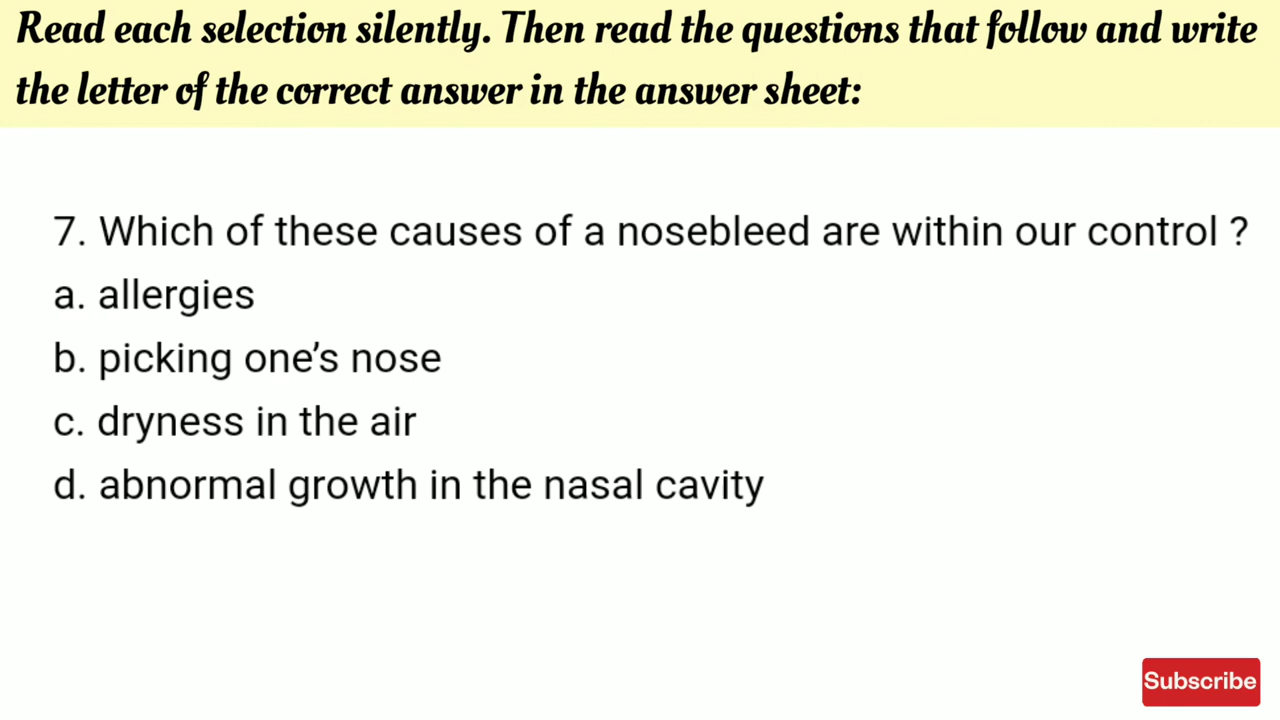 Read each selection silently. Then read the questions that follow and write
the letter of the correct answer in the answer sheet:
7. Which of these causes of a nosebleed are within our control ?
a. allergies
b. picking one’s nose
c. dryness in the air
d. abnormal growth in the nasal cavity
Subscribe